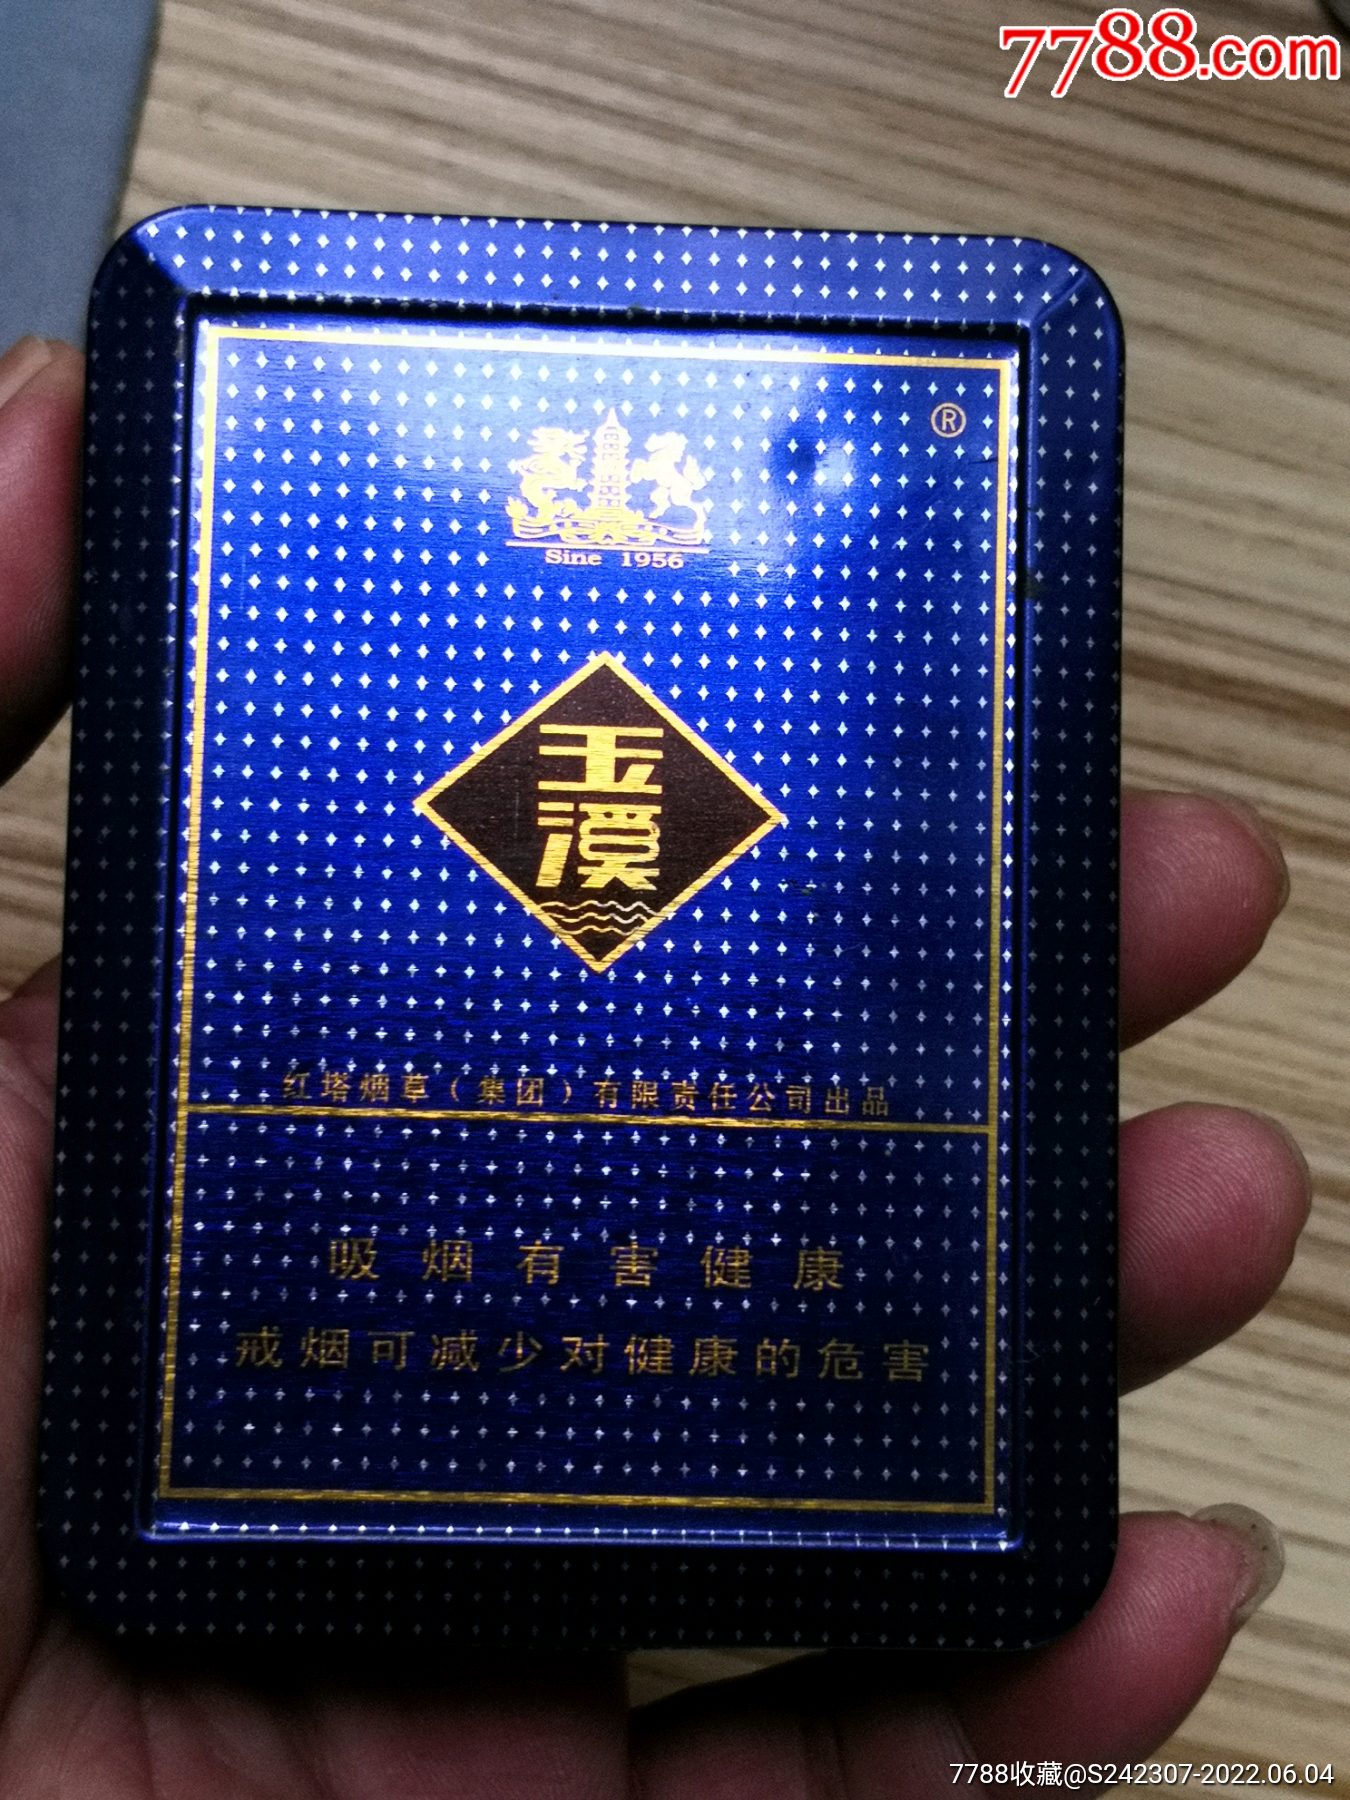 7788.com
®
Sine 1956
玉
溪
红塔烟草（集团）有限责任公司出品
吸烟有害健康
戒烟可减少对健康的危害
7788收藏@S242307-2022.06.04